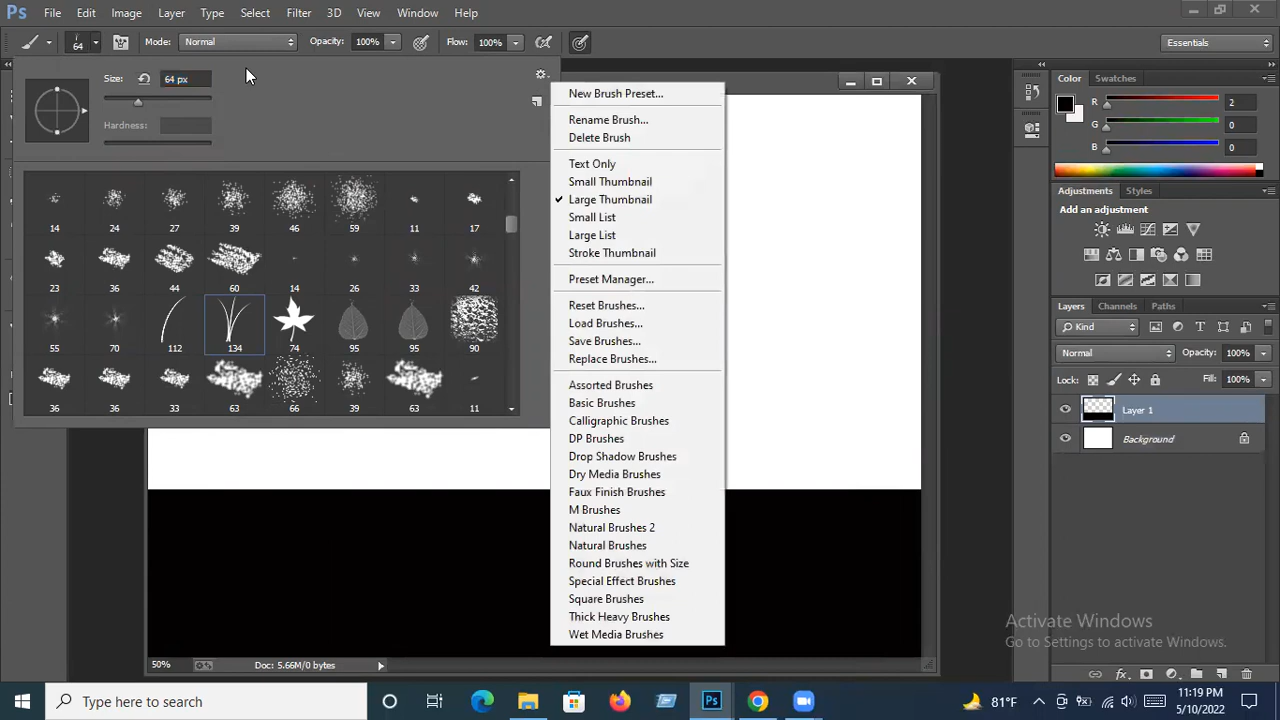 Ps File Edit Image Layer Type Select Filter 3D View Window Help
64 Mode: Normal Opacity: 100% Flow: 100% Essentials
Size: 64 px
Hardness:
14 24 27 39 46 59 11 17
23 36 44 60 14 26 33 42
55 70 112 134 74 95 95 90
36 36 33 63 66 39 63 11
New Brush Preset...
Rename Brush...
Delete Brush
Text Only
Small Thumbnail
Large Thumbnail
Small List
Large List
Stroke Thumbnail
Preset Manager...
Reset Brushes...
Load Brushes...
Save Brushes...
Replace Brushes...
Assorted Brushes
Basic Brushes
Calligraphic Brushes
DP Brushes
Drop Shadow Brushes
Dry Media Brushes
Faux Finish Brushes
M Brushes
Natural Brushes 2
Natural Brushes
Round Brushes with Size
Special Effect Brushes
Square Brushes
Thick Heavy Brushes
Wet Media Brushes
Color Swatches
R 2
G 0
B 0
Adjustments Styles
Add an adjustment
Layers Channels Paths
Kind
Normal Opacity: 100%
Lock: Fill: 100%
Layer 1
Background
Activate Windows
Go to Settings to activate Windows.
50% Doc: 5.66M/0 bytes
Type here to search
Ps
81°F
11:19 PM
5/10/2022